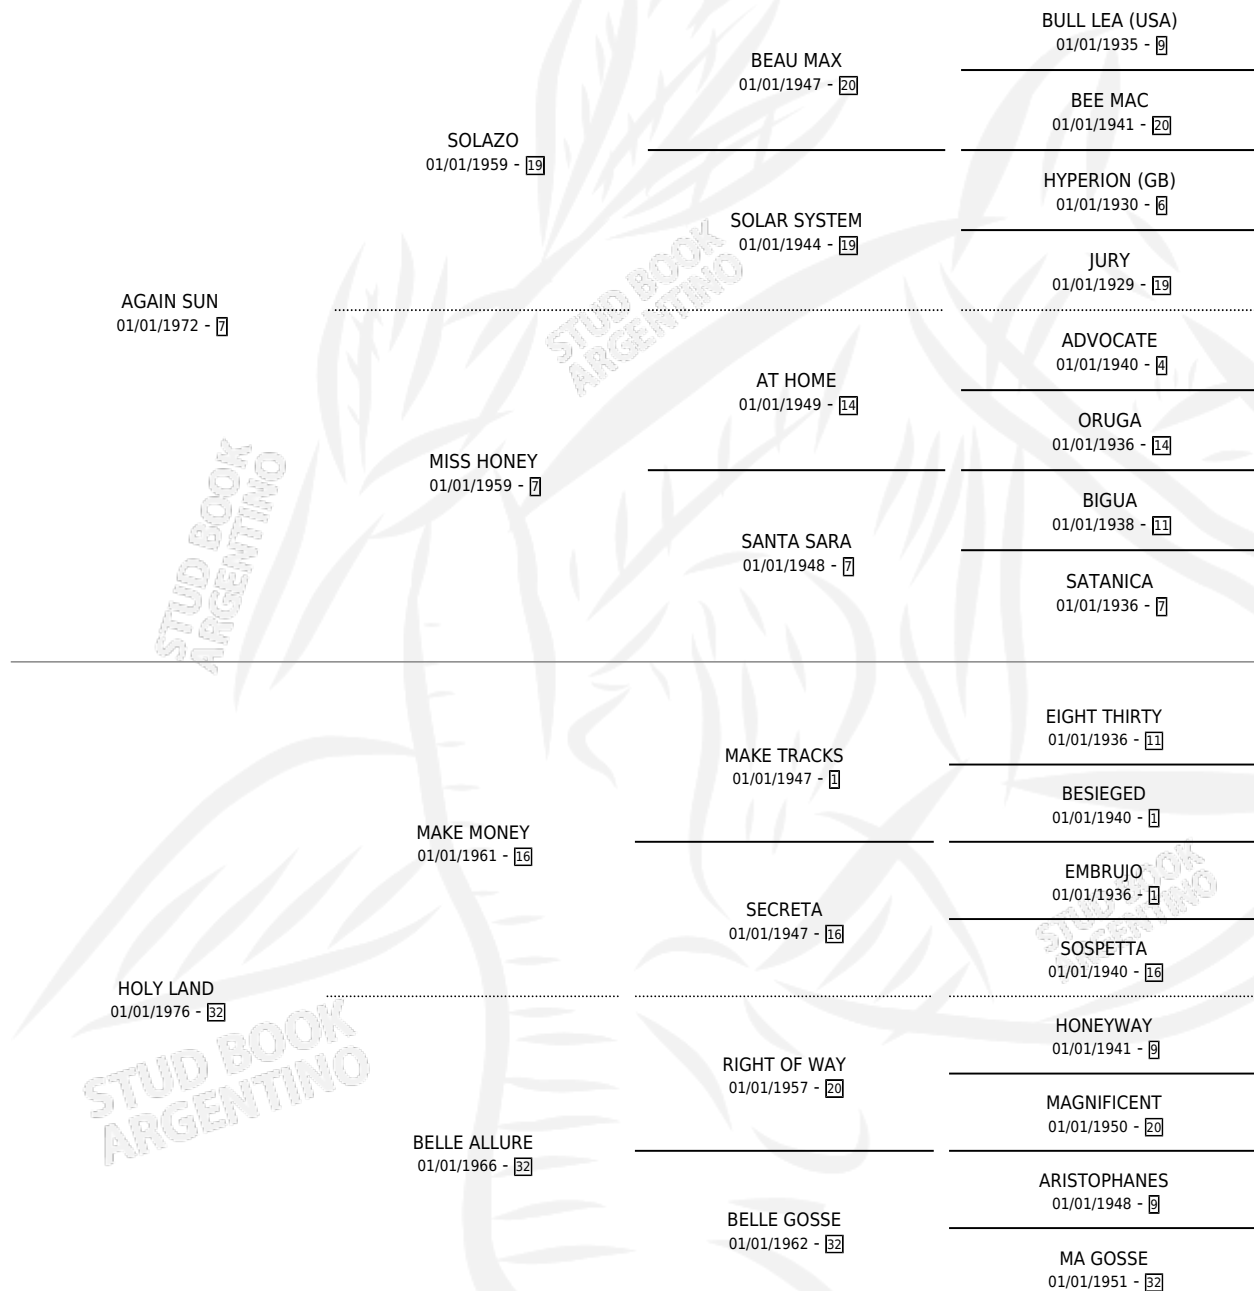 BULL LEA (USA)
01/01/1935 - 9
BEAU MAX
01/01/1947 - 20
BEE MAC
01/01/1941 - 20
SOLAZO
01/01/1959 - 19
HYPERION (GB)
01/01/1930 - 6
SOLAR SYSTEM
01/01/1944 - 19
JURY
01/01/1929 - 19
AGAIN SUN
01/01/1972 - 7
ADVOCATE
01/01/1940 - 4
AT HOME
01/01/1949 - 14
ORUGA
01/01/1936 - 14
MISS HONEY
01/01/1959 - 7
BIGUA
01/01/1938 - 11
SANTA SARA
01/01/1948 - 7
SATANICA
01/01/1936 - 7
STUD BOOK
ARGENTINO
STUD BOOK
ARGENTINO
EIGHT THIRTY
01/01/1936 - 11
MAKE TRACKS
01/01/1947 - 1
BESIEGED
01/01/1940 - 1
MAKE MONEY
01/01/1961 - 16
EMBRUJO
01/01/1936 - 1
SECRETA
01/01/1947 - 16
SOSPETTA
01/01/1940 - 16
HOLY LAND
01/01/1976 - 32
HONEYWAY
01/01/1941 - 9
RIGHT OF WAY
01/01/1957 - 20
MAGNIFICENT
01/01/1950 - 20
BELLE ALLURE
01/01/1966 - 32
ARISTOPHANES
01/01/1948 - 9
BELLE GOSSE
01/01/1962 - 32
MA GOSSE
01/01/1951 - 32
STUD BOOK
ARGENTINO
STUD BOOK
ARGENTINO